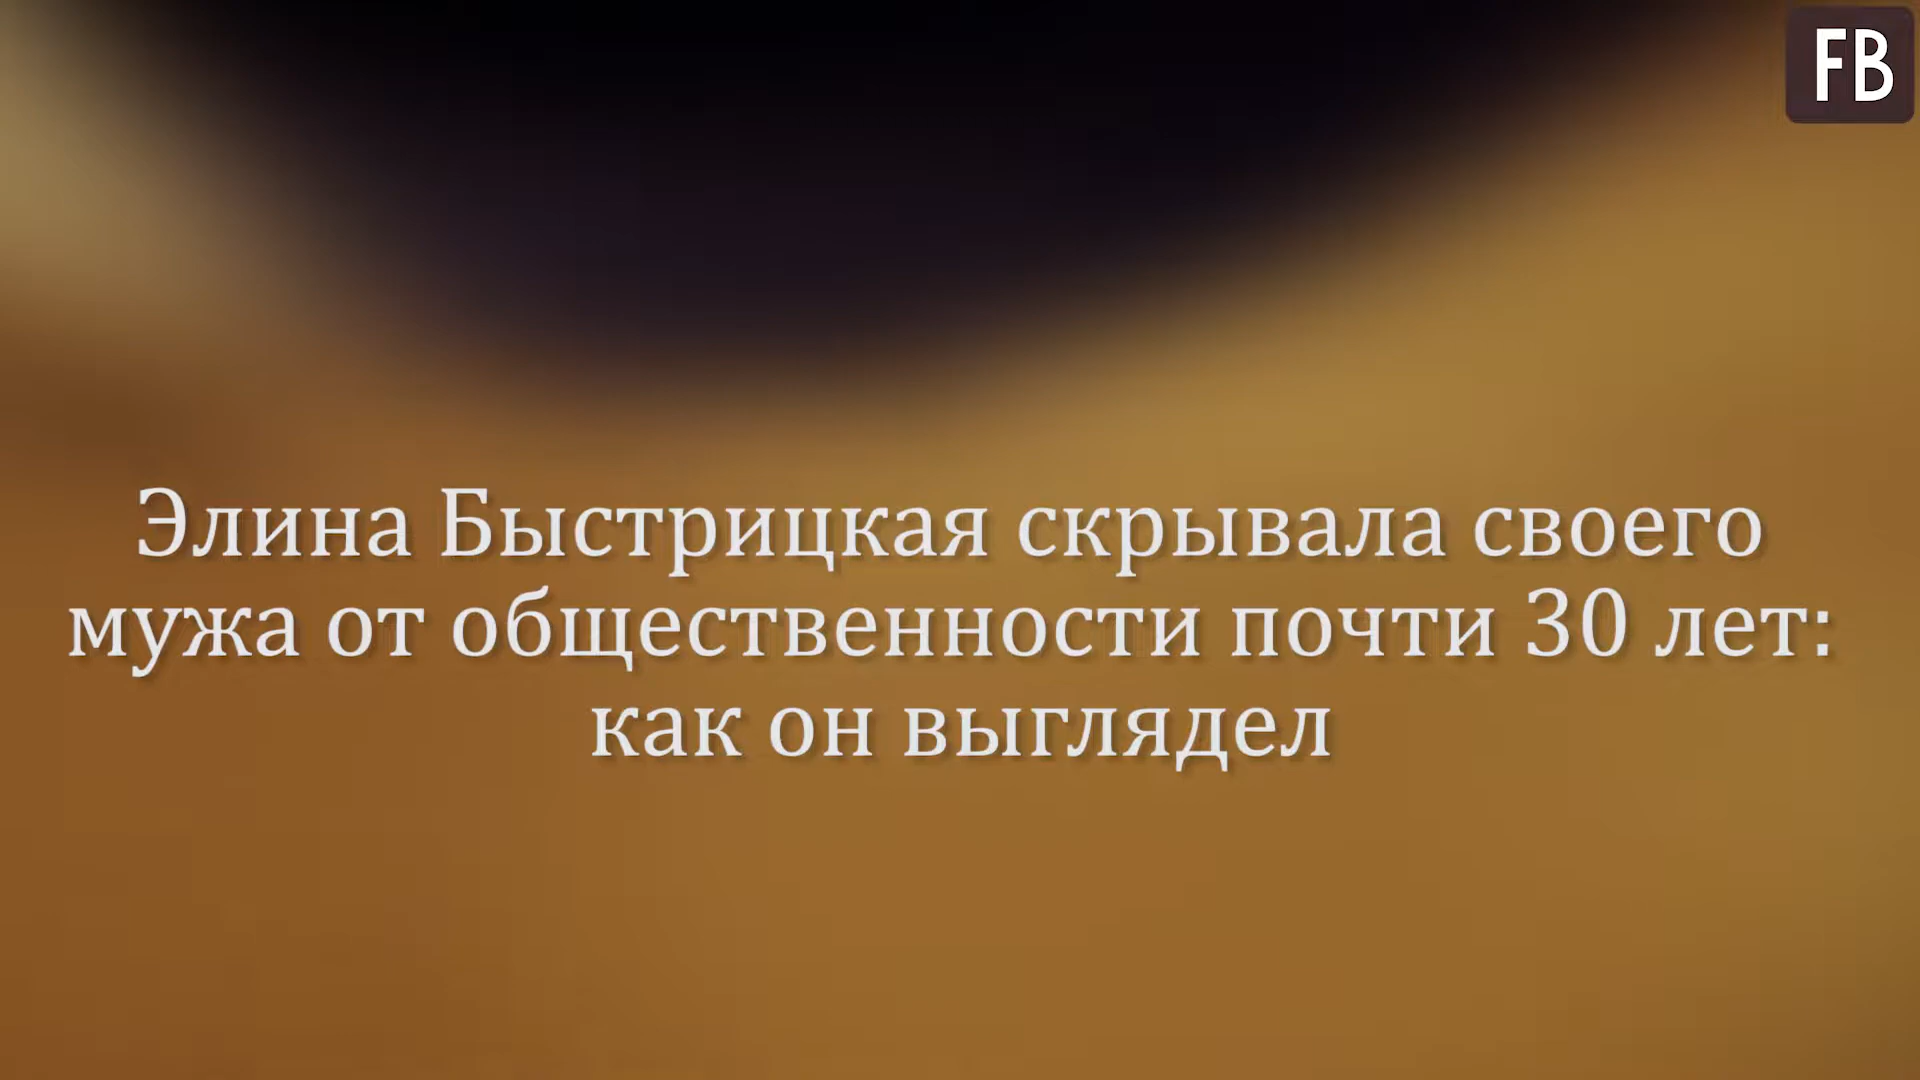 FB
Элина Быстрицкая скрывала своего
мужа от общественности почти 30 лет:
как он выглядел